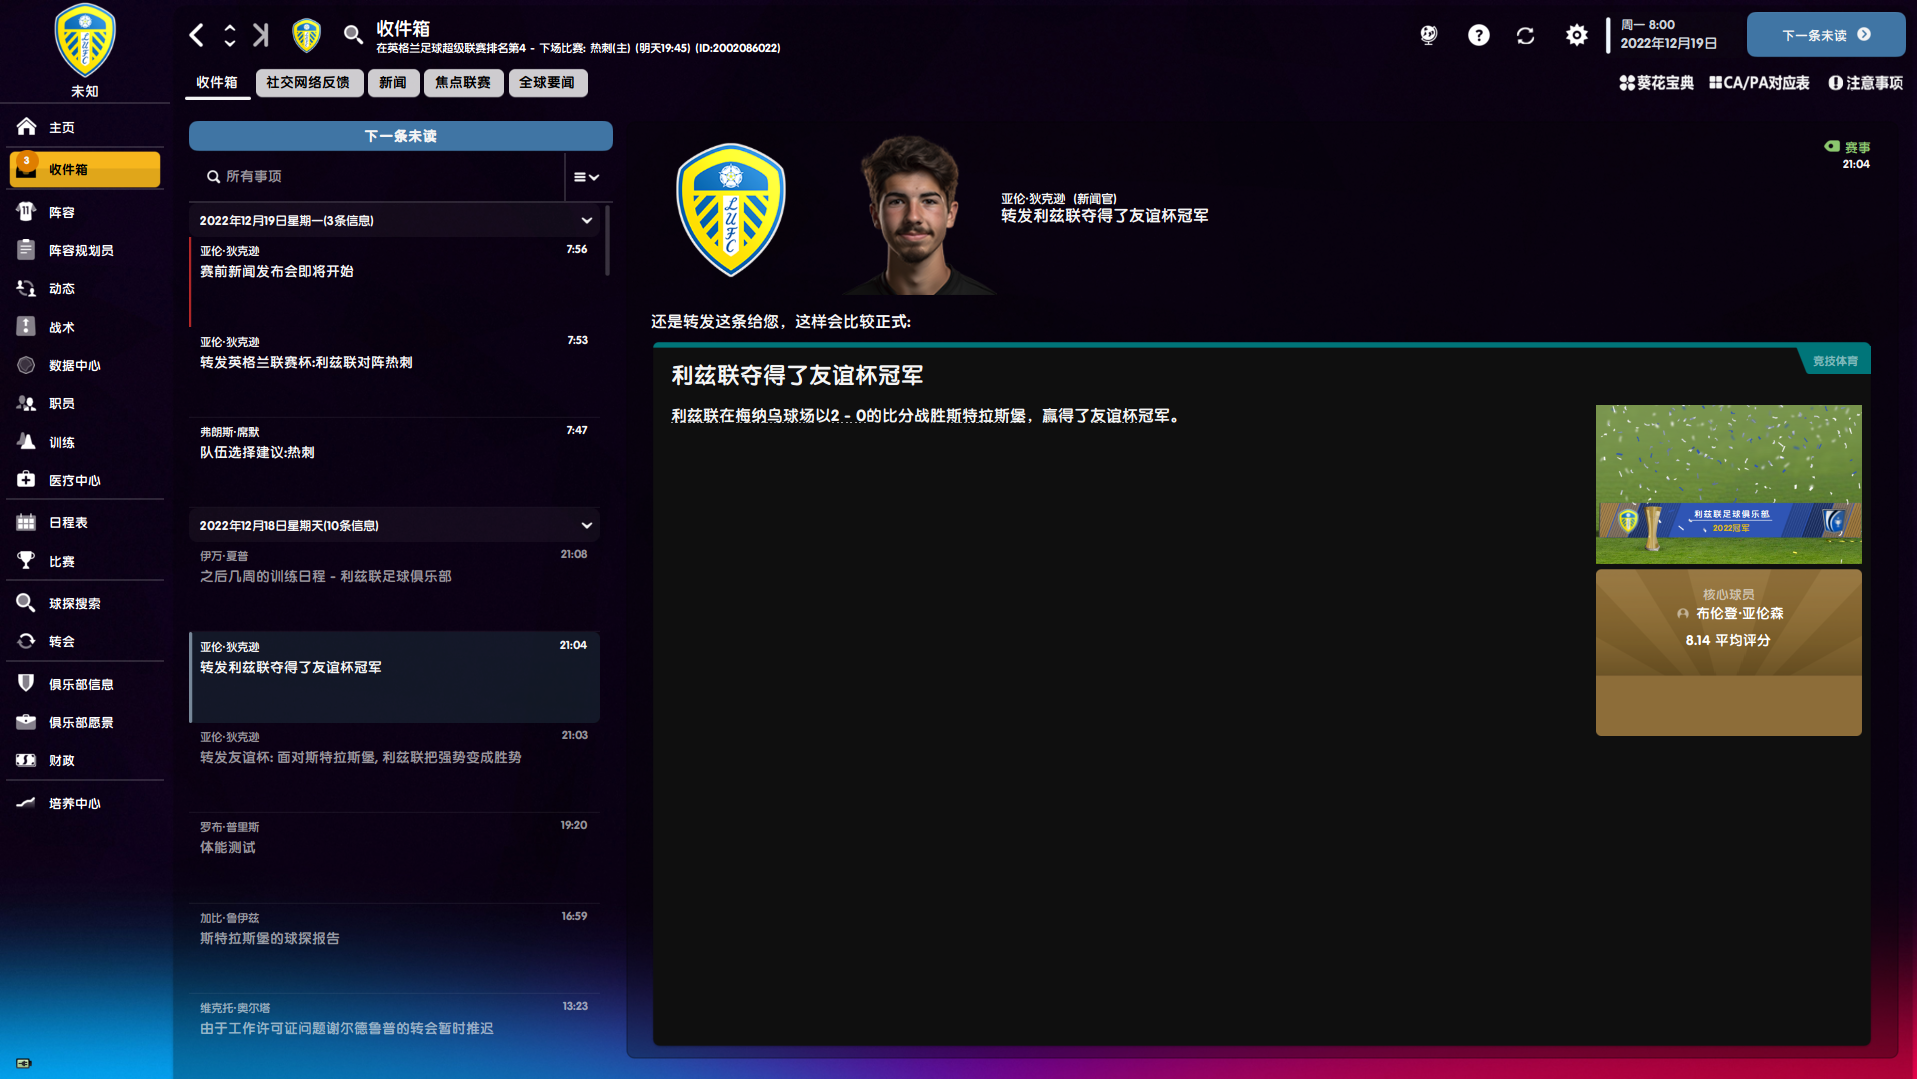 收件箱
在英格兰足球超级联赛排名第4 - 下场比赛: 热刺(主) (明天19:45) (ID:2002086022)
周一 8:00
2022年12月19日
下一条未读
未知
收件箱
社交网络反馈
新闻
焦点联赛
全球要闻
葵花宝典
CA/PA对应表
注意事项
主页
3
收件箱
阵容
阵容规划员
动态
战术
数据中心
职员
训练
医疗中心
日程表
比赛
球探搜索
转会
俱乐部信息
俱乐部愿景
财政
培养中心
下一条未读
所有事项
2022年12月19日星期一(3条信息)
亚伦·狄克逊 7:56
赛前新闻发布会即将开始
亚伦·狄克逊 7:53
转发英格兰联赛杯:利兹联对阵热刺
弗朗斯·席默 7:47
队伍选择建议:热刺
2022年12月18日星期天(10条信息)
伊万·夏普 21:08
之后几周的训练日程 - 利兹联足球俱乐部
亚伦·狄克逊 21:04
转发利兹联夺得了友谊杯冠军
亚伦·狄克逊 21:03
转发友谊杯: 面对斯特拉斯堡, 利兹联把强势变成胜势
罗布·普里斯 19:20
体能测试
加比·鲁伊兹 16:59
斯特拉斯堡的球探报告
维克托·奥尔塔 13:23
由于工作许可证问题谢尔德鲁普的转会暂时推迟
LUFC
亚伦·狄克逊 (新闻官)
转发利兹联夺得了友谊杯冠军
赛事
21:04
还是转发这条给您，这样会比较正式:
竞技体育
利兹联夺得了友谊杯冠军
利兹联在梅纳乌球场以2 - 0的比分战胜斯特拉斯堡，赢得了友谊杯冠军。
利兹联足球俱乐部
2022冠军
核心球员
布伦登·亚伦森
8.14 平均评分